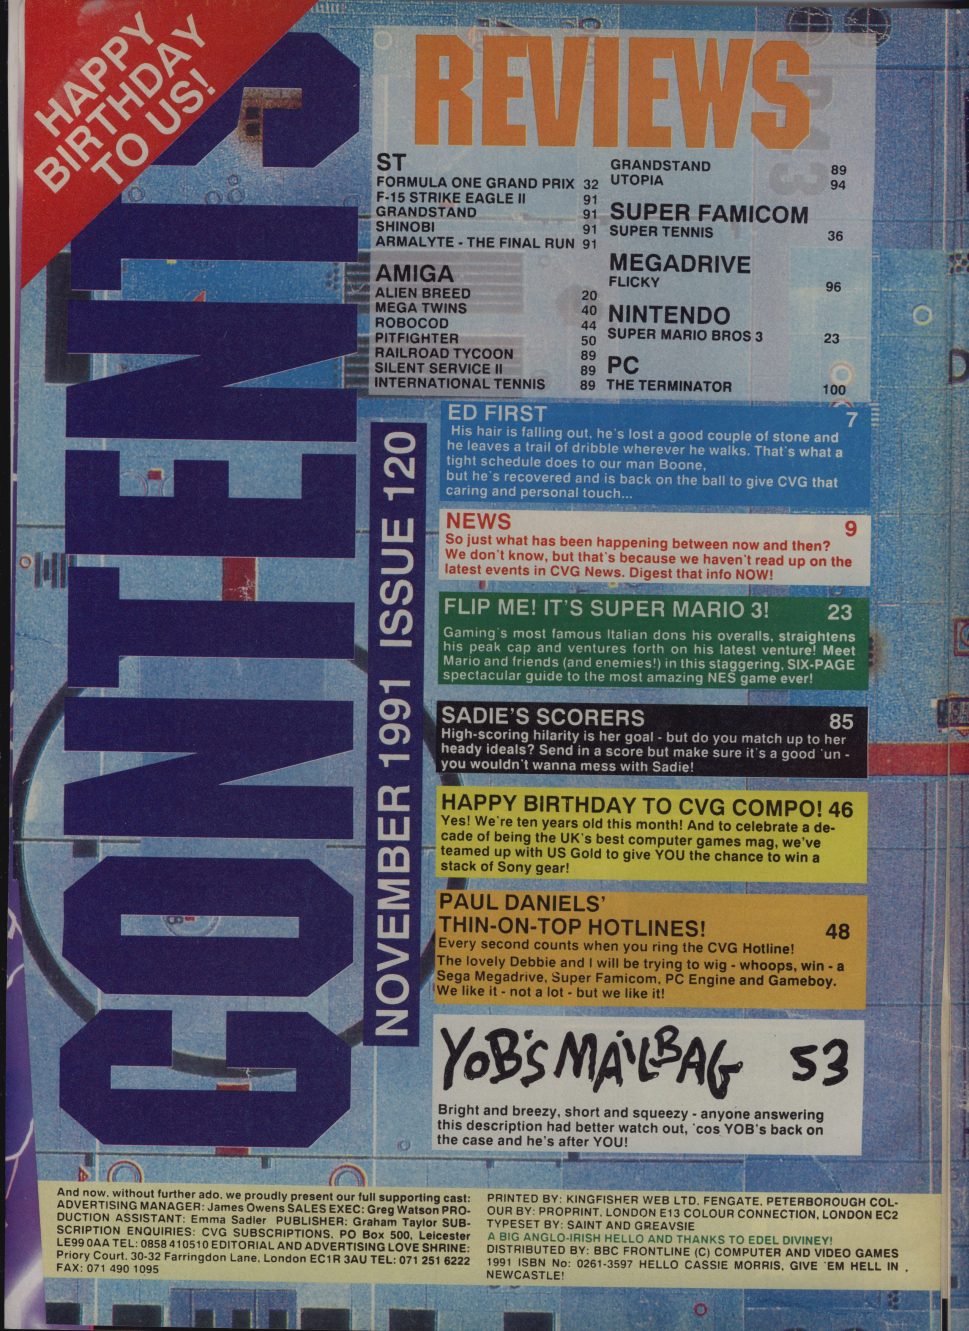 HAPPY
BIRTHDAY
TO US!
CONTENTS
NOVEMBER 1991 ISSUE 120
REVIEWS
ST
FORMULA ONE GRAND PRIX 32
F-15 STRIKE EAGLE II 91
GRANDSTAND 91
SHINOBI 91
ARMALYTE - THE FINAL RUN 91
AMIGA
ALIEN BREED 20
MEGA TWINS 40
ROBOCOD 44
PITFIGHTER 50
RAILROAD TYCOON 89
SILENT SERVICE II 89
INTERNATIONAL TENNIS 89
GRANDSTAND 89
UTOPIA 94
SUPER FAMICOM
SUPER TENNIS 36
MEGADRIVE
FLICKY 96
NINTENDO
SUPER MARIO BROS 3 23
PC
THE TERMINATOR 100
ED FIRST 7
His hair is falling out, he's lost a good couple of stone and
he leaves a trail of dribble wherever he walks. That's what a
tight schedule does to our man Boone,
but he's recovered and is back on the ball to give CVG that
caring and personal touch...
NEWS 9
So just what has been happening between now and then?
We don't know, but that's because we haven't read up on the
latest events in CVG News. Digest that info NOW!
FLIP ME! IT'S SUPER MARIO 3! 23
Gaming's most famous Italian dons his overalls, straightens
his peak cap and ventures forth on his latest venture! Meet
Mario and friends (and enemies!) in this staggering, SIX-PAGE
spectacular guide to the most amazing NES game ever!
SADIE'S SCORERS 85
High-scoring hilarity is her goal - but do you match up to her
heady ideals? Send in a score but make sure it's a good 'un -
you wouldn't wanna mess with Sadie!
HAPPY BIRTHDAY TO CVG COMPO! 46
Yes! We're ten years old this month! And to celebrate a de-
cade of being the UK's best computer games mag, we've
teamed up with US Gold to give YOU the chance to win a
stack of Sony gear!
PAUL DANIELS'
THIN-ON-TOP HOTLINES! 48
Every second counts when you ring the CVG Hotline!
The lovely Debbie and I will be trying to wig - whoops, win - a
Sega Megadrive, Super Famicom, PC Engine and Gameboy.
We like it - not a lot - but we like it!
YOB'S MAILBAG 53
Bright and breezy, short and squeezy - anyone answering
this description had better watch out, 'cos YOB's back on
the case and he's after YOU!
And now, without further ado, we proudly present our full supporting cast:
ADVERTISING MANAGER: James Owens SALES EXEC: Greg Watson PRO-
DUCTION ASSISTANT: Emma Sadler PUBLISHER: Graham Taylor SUB-
SCRIPTION ENQUIRIES: CVG SUBSCRIPTIONS, PO Box 500, Leicester
LE99 0AA TEL: 0858 410510 EDITORIAL AND ADVERTISING LOVE SHRINE:
Priory Court, 30-32 Farringdon Lane, London EC1R 3AU TEL: 071 251 6222
FAX: 071 490 1095
PRINTED BY: KINGFISHER WEB LTD, FENGATE, PETERBOROUGH COL-
OUR BY: PROPRINT, LONDON E13 COLOUR CONNECTION, LONDON EC2
TYPESET BY: SAINT AND GREAVSIE
A BIG ANGLO-IRISH HELLO AND THANKS TO EDEL DIVINEY!
DISTRIBUTED BY: BBC FRONTLINE (C) COMPUTER AND VIDEO GAMES
1991 ISBN No: 0261-3597 HELLO CASSIE MORRIS, GIVE 'EM HELL IN
NEWCASTLE!